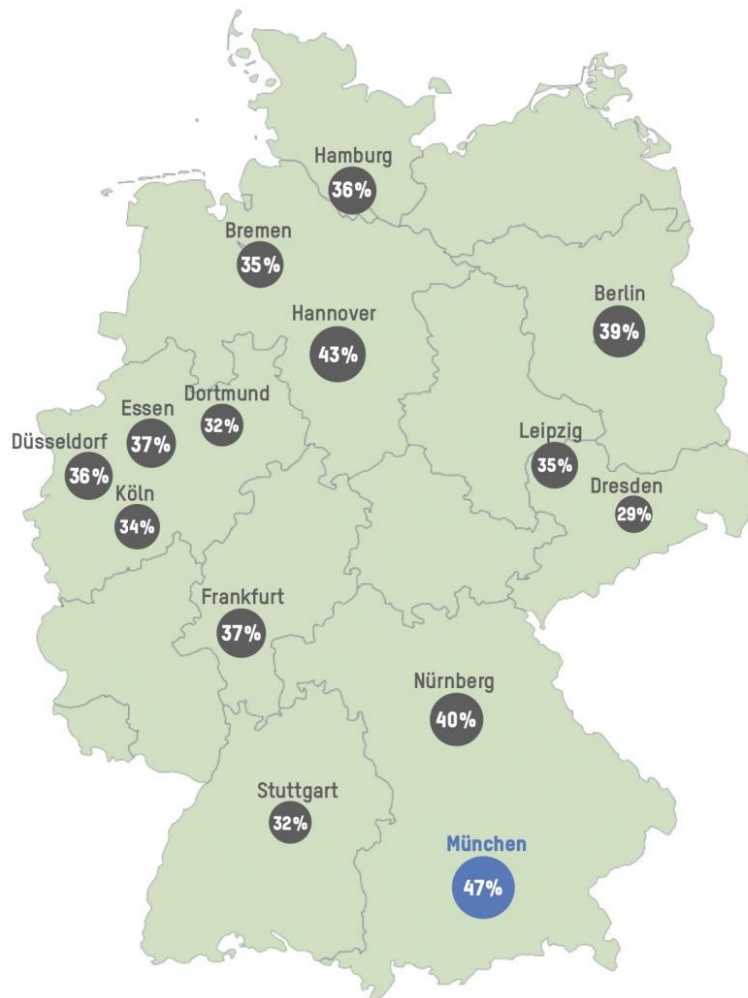 Hamburg
36%
Bremen
35%
Hannover
43%
Berlin
39%
Dortmund
32%
Essen
37%
Düsseldorf
36%
Köln
34%
Leipzig
35%
Dresden
29%
Frankfurt
37%
Nürnberg
40%
Stuttgart
32%
München
47%